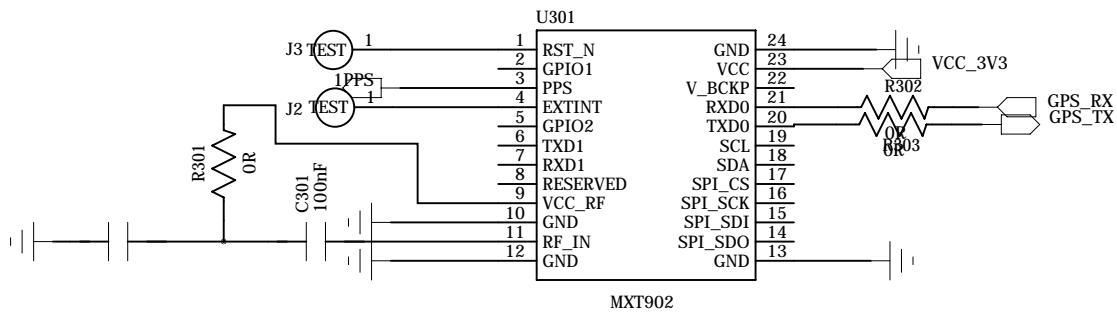 U301
J3 TEST 1
1 RST_N
2 GPIO1
1PPS
3 PPS
J2 TEST 1
4 EXTINT
5 GPIO2
6 TXD1
7 RXD1
8 RESERVED
9 VCC_RF
10 GND
11 RF_IN
12 GND
GND 24
VCC 23
VCC_3V3
V_BCKP 22
R302
RXD0 21
GPS_RX
TXD0 20
GPS_TX
0R
R303
0R
SCL 19
SDA 18
SPI_CS 17
SPI_SCK 16
SPI_SDI 15
SPI_SDO 14
GND 13
R301
0R
C301
100nF
MXT902